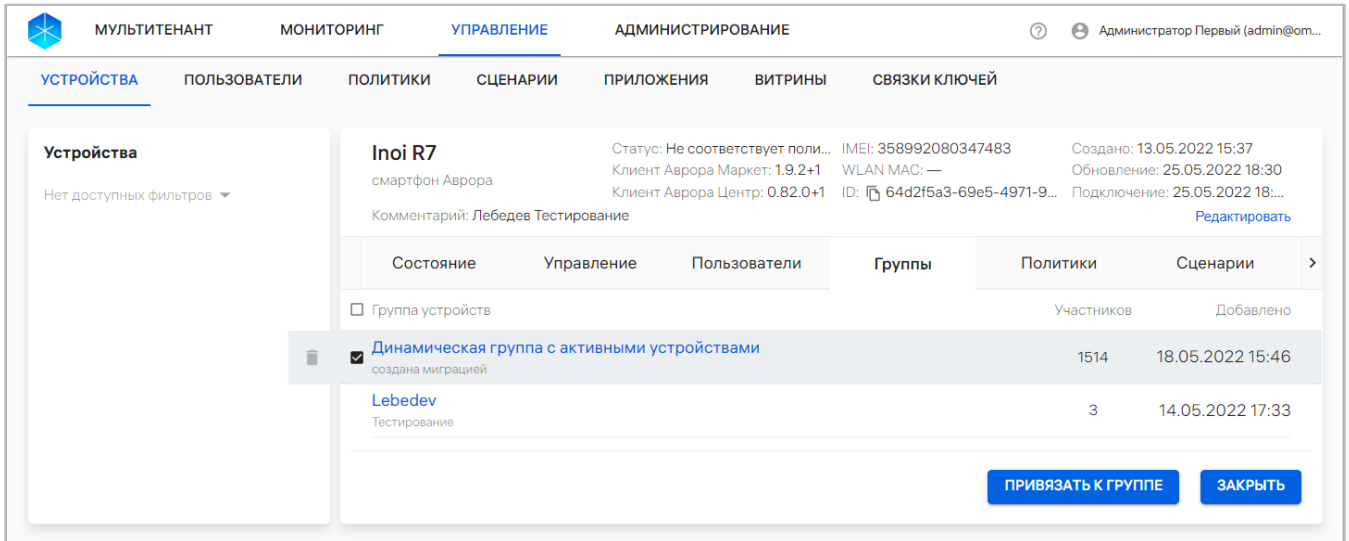 МУЛЬТИТЕНАНТ МОНИТОРИНГ УПРАВЛЕНИЕ АДМИНИСТРИРОВАНИЕ Администратор Первый (admin@om...
УСТРОЙСТВА ПОЛЬЗОВАТЕЛИ ПОЛИТИКИ СЦЕНАРИИ ПРИЛОЖЕНИЯ ВИТРИНЫ СВЯЗКИ КЛЮЧЕЙ
Устройства
Нет доступных фильтров
Inoi R7
смартфон Аврора
Статус: Не соответствует поли... IMEI: 358992080347483 Создано: 13.05.2022 15:37
Клиент Аврора Маркет: 1.9.2+1 WLAN MAC: — Обновление: 25.05.2022 18:30
Клиент Аврора Центр: 0.82.0+1 ID: 64d2f5a3-69e5-4971-9... Подключение: 25.05.2022 18:...
Комментарий: Лебедев Тестирование Редактировать
Состояние Управление Пользователи Группы Политики Сценарии
Группа устройств Участников Добавлено
Динамическая группа с активными устройствами 1514 18.05.2022 15:46
создана миграцией
Lebedev 3 14.05.2022 17:33
Тестирование
ПРИВЯЗАТЬ К ГРУППЕ ЗАКРЫТЬ